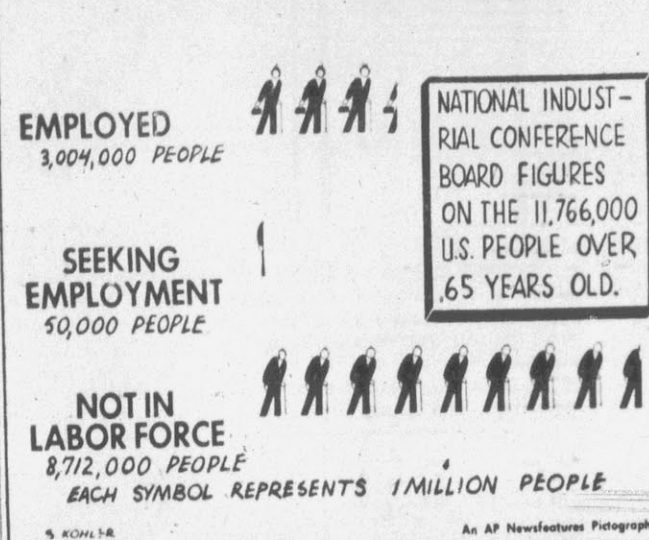 EMPLOYED
3,004,000 PEOPLE
NATIONAL INDUST-
RIAL CONFERENCE
BOARD FIGURES
ON THE 11,766,000
U.S. PEOPLE OVER
65 YEARS OLD.
SEEKING
EMPLOYMENT
50,000 PEOPLE
NOT IN
LABOR FORCE
8,712,000 PEOPLE
EACH SYMBOL REPRESENTS 1 MILLION PEOPLE
KOHLER
An AP Newsfeatures Pictograph